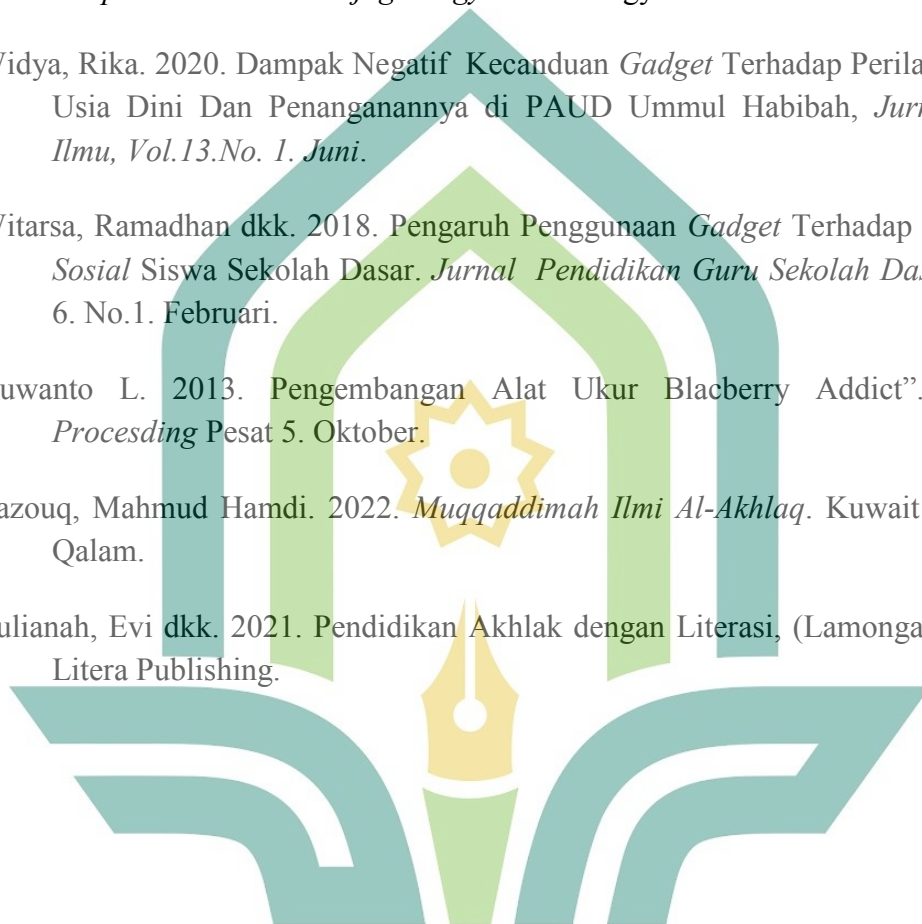 idya, Rika. 2020. Dampak Negatif Kecanduan Gadget Terhadap Perila
Usia Dini Dan Penanganannya di PAUD Ummul Habibah, Jur
Ilmu, Vol.13.No. 1. Juni.
itarsa, Ramadhan dkk. 2018. Pengaruh Penggunaan Gadget Terhadap
Sosial Siswa Sekolah Dasar. Jurnal Pendidikan Guru Sekolah Das
6. No.1. Februari.
uwanto L. 2013. Pengembangan Alat Ukur Blacberry Addict”.
Procesding Pesat 5. Oktober.
azouq, Mahmud Hamdi. 2022. Muqqaddimah Ilmi Al-Akhlaq. Kuwait
Qalam.
ulianah, Evi dkk. 2021. Pendidikan Akhlak dengan Literasi, (Lamonga
Litera Publishing.